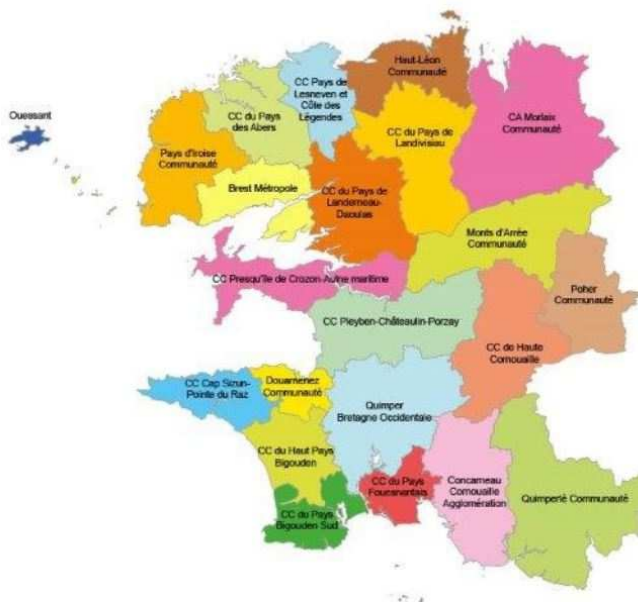 Haut-Léon
Communauté
CC Pays de
Lesneven et
Côte des
Légendes
Ouessant
CC du Pays
des Abers
CA Morlaix
Communauté
CC du Pays de
Landivisiau
Pays d'Iroise
Communauté
Brest Métropole
CC du Pays de
Landerneau-
Daoulas
Monts d'Arrée
Communauté
CC Presqu'île de Crozon-Aulne maritime
Poher
Communauté
CC Pleyben-Châteaulin-Porzay
CC de Haute
Cornouaille
CC Cap Sizun-
Pointe du Raz
Douarnenez
Communauté
Quimper
Bretagne Occidentale
CC du Haut Pays
Bigouden
CC du Pays
Fouesnantais
Concarneau
Cornouaille
Agglomération
Quimperlé Communauté
CC du Pays
Bigouden Sud